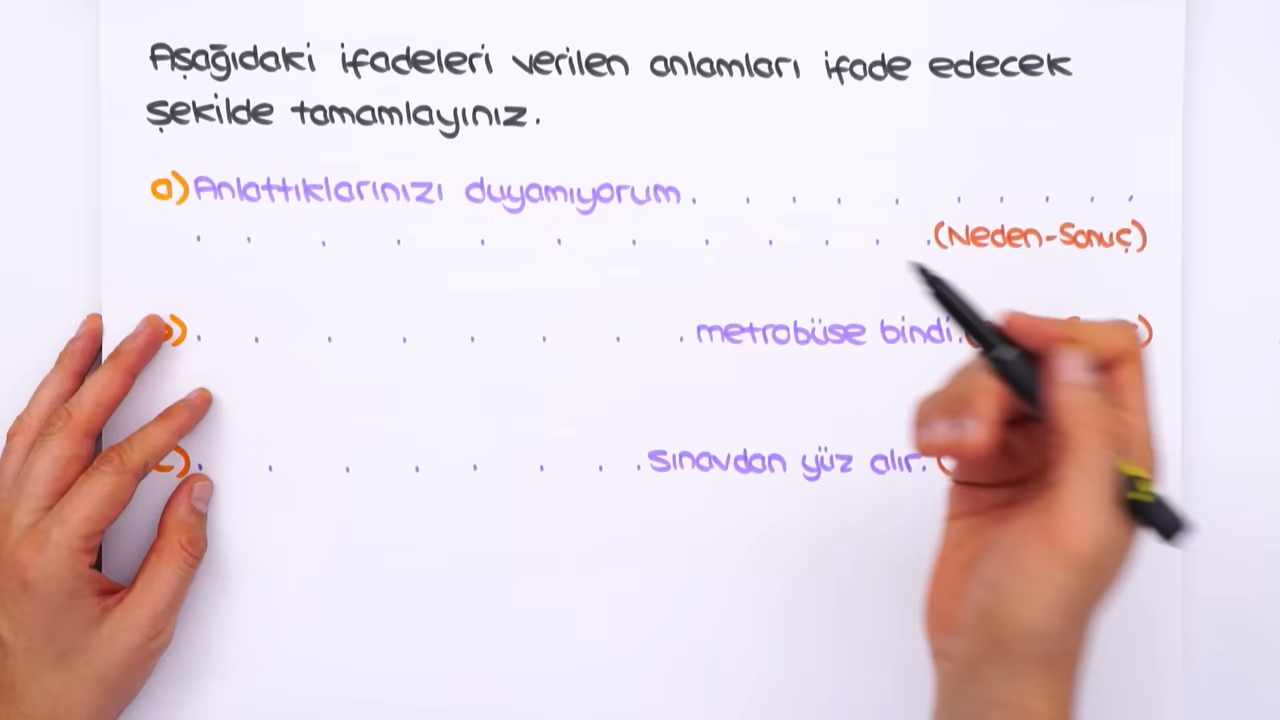 Aşağıdaki ifadeleri verilen anlamları ifade edecek
şekilde tamamlayınız.
a) Anlattıklarınızı duyamıyorum. . . . . . . . . .
. . . . . . . . . . . . (Neden-Sonuç)
. . . . . . . . metrobüse bindi.
. . . . . . . . sınavdan yüz alır.